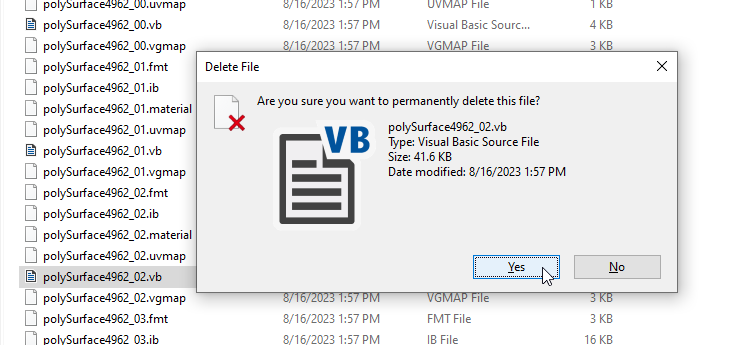 polySurface4962_00.uvmap 8/16/2023 1:57 PM UVMAP File 1 KB
polySurface4962_00.vb 8/16/2023 1:57 PM Visual Basic Sourc... 4 KB
polySurface4962_00.vgmap 8/16/2023 1:57 PM VGMAP File 3 KB
polySurface4962_01.fmt
polySurface4962_01.ib
polySurface4962_01.material
polySurface4962_01.uvmap
polySurface4962_01.vb
polySurface4962_01.vgmap
polySurface4962_02.fmt
polySurface4962_02.ib
polySurface4962_02.material
polySurface4962_02.uvmap
polySurface4962_02.vb
polySurface4962_02.vgmap 8/16/2023 1:57 PM VGMAP File 3 KB
polySurface4962_03.fmt 8/16/2023 1:57 PM FMT File 3 KB
polySurface4962_03.ib 8/16/2023 1:57 PM IB File 16 KB
Delete File
Are you sure you want to permanently delete this file?
VB
polySurface4962_02.vb
Type: Visual Basic Source File
Size: 41.6 KB
Date modified: 8/16/2023 1:57 PM
Yes No